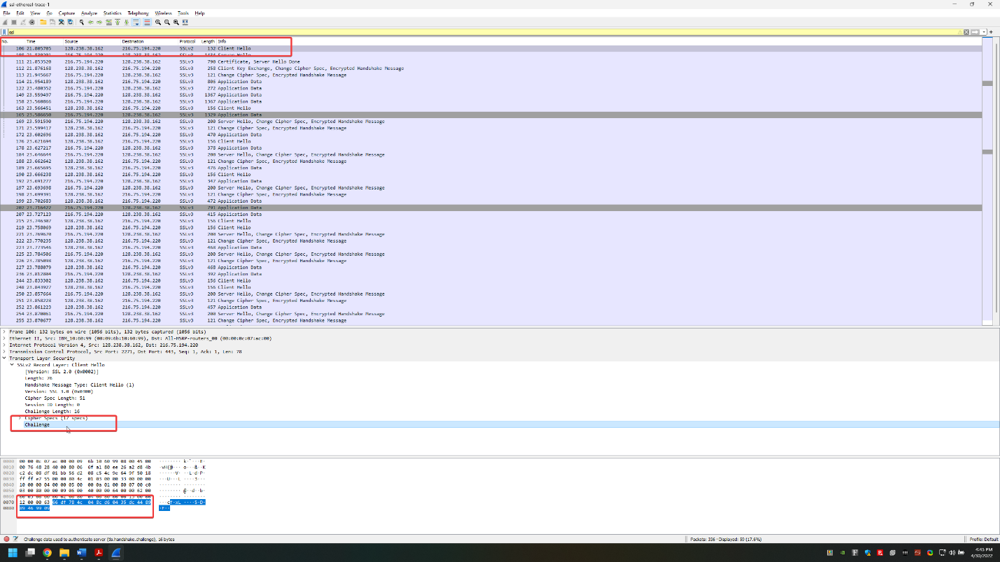 ssl-ethereal-trace-1
File Edit View Go Capture Analyze Statistics Telephony Wireless Tools Help
ssl
No. Time Source Destination Protocol Length Info
106 21.805705 128.238.38.162 216.75.194.220 SSLv2 132 Client Hello
108 21.830201 216.75.194.220 128.238.38.162 SSLv3 1434 Server Hello
111 21.853520 216.75.194.220 128.238.38.162 SSLv3 790 Certificate, Server Hello Done
112 21.876168 128.238.38.162 216.75.194.220 SSLv3 258 Client Key Exchange, Change Cipher Spec, Encrypted Handshake Message
113 21.945667 216.75.194.220 128.238.38.162 SSLv3 121 Change Cipher Spec, Encrypted Handshake Message
114 21.954189 128.238.38.162 216.75.194.220 SSLv3 806 Application Data
122 23.480352 216.75.194.220 128.238.38.162 SSLv3 272 Application Data
149 23.559497 216.75.194.220 128.238.38.162 SSLv3 1367 Application Data
158 23.560866 216.75.194.220 128.238.38.162 SSLv3 1367 Application Data
163 23.566451 128.238.38.162 216.75.194.220 SSLv3 156 Client Hello
165 23.586650 216.75.194.220 128.238.38.162 SSLv3 1329 Application Data
169 23.591590 216.75.194.220 128.238.38.162 SSLv3 200 Server Hello, Change Cipher Spec, Encrypted Handshake Message
171 23.599417 128.238.38.162 216.75.194.220 SSLv3 121 Change Cipher Spec, Encrypted Handshake Message
172 23.602696 128.238.38.162 216.75.194.220 SSLv3 470 Application Data
176 23.621694 128.238.38.162 216.75.194.220 SSLv3 156 Client Hello
178 23.627217 216.75.194.220 128.238.38.162 SSLv3 378 Application Data
184 23.646644 216.75.194.220 128.238.38.162 SSLv3 200 Server Hello, Change Cipher Spec, Encrypted Handshake Message
188 23.662642 128.238.38.162 216.75.194.220 SSLv3 121 Change Cipher Spec, Encrypted Handshake Message
189 23.665695 128.238.38.162 216.75.194.220 SSLv3 476 Application Data
190 23.666238 128.238.38.162 216.75.194.220 SSLv3 156 Client Hello
192 23.691277 216.75.194.220 128.238.38.162 SSLv3 347 Application Data
197 23.693698 216.75.194.220 128.238.38.162 SSLv3 200 Server Hello, Change Cipher Spec, Encrypted Handshake Message
198 23.699391 128.238.38.162 216.75.194.220 SSLv3 121 Change Cipher Spec, Encrypted Handshake Message
199 23.702683 128.238.38.162 216.75.194.220 SSLv3 472 Application Data
202 23.716422 216.75.194.220 128.238.38.162 SSLv3 791 Application Data
207 23.727123 216.75.194.220 128.238.38.162 SSLv3 415 Application Data
215 23.746307 128.238.38.162 216.75.194.220 SSLv3 156 Client Hello
219 23.758069 128.238.38.162 216.75.194.220 SSLv3 156 Client Hello
221 23.769670 216.75.194.220 128.238.38.162 SSLv3 200 Server Hello, Change Cipher Spec, Encrypted Handshake Message
222 23.770235 128.238.38.162 216.75.194.220 SSLv3 121 Change Cipher Spec, Encrypted Handshake Message
223 23.773546 128.238.38.162 216.75.194.220 SSLv3 468 Application Data
225 23.784506 216.75.194.220 128.238.38.162 SSLv3 200 Server Hello, Change Cipher Spec, Encrypted Handshake Message
226 23.785098 128.238.38.162 216.75.194.220 SSLv3 121 Change Cipher Spec, Encrypted Handshake Message
227 23.788079 128.238.38.162 216.75.194.220 SSLv3 468 Application Data
236 23.812804 216.75.194.220 128.238.38.162 SSLv3 392 Application Data
244 23.833302 128.238.38.162 216.75.194.220 SSLv3 156 Client Hello
248 23.843927 128.238.38.162 216.75.194.220 SSLv3 156 Client Hello
250 23.857664 216.75.194.220 128.238.38.162 SSLv3 200 Server Hello, Change Cipher Spec, Encrypted Handshake Message
251 23.858228 128.238.38.162 216.75.194.220 SSLv3 121 Change Cipher Spec, Encrypted Handshake Message
252 23.861223 128.238.38.162 216.75.194.220 SSLv3 457 Application Data
254 23.870061 216.75.194.220 128.238.38.162 SSLv3 200 Server Hello, Change Cipher Spec, Encrypted Handshake Message
255 23.870677 128.238.38.162 216.75.194.220 SSLv3 121 Change Cipher Spec, Encrypted Handshake Message
Frame 106: 132 bytes on wire (1056 bits), 132 bytes captured (1056 bits)
Ethernet II, Src: IBM_10:60:99 (00:09:6b:10:60:99), Dst: All-HSRP-routers_00 (00:00:0c:07:ac:00)
Internet Protocol Version 4, Src: 128.238.38.162, Dst: 216.75.194.220
Transmission Control Protocol, Src Port: 2271, Dst Port: 443, Seq: 1, Ack: 1, Len: 78
Transport Layer Security
SSLv2 Record Layer: Client Hello
[Version: SSL 2.0 (0x0002)]
Length: 76
Handshake Message Type: Client Hello (1)
Version: SSL 3.0 (0x0300)
Cipher Spec Length: 51
Session ID Length: 0
Challenge Length: 16
Cipher Specs (17 specs)
Challenge
0000 00 00 0c 07 ac 00 00 09 6b 10 60 99 08 00 45 00 ········ k·`···E·
0010 00 76 48 28 40 00 80 06 6f a1 80 ee 26 a2 d8 4b ·vH(@··· o···&··K
0020 c2 dc 08 df 01 bb 56 d2 08 c5 4c 9e 64 9f 50 18 ······V· ··L·d·P·
0030 ff ff e7 55 00 00 80 4c 01 03 00 00 33 00 00 00 ···U···L ····3···
0040 10 00 00 04 00 00 05 00 00 0a 01 00 80 07 00 c0
0050 03 00 80 00 00 09 06 00 40 00 00 64 00 00 62 00 ········ @··d··b·
0060 00 03 00 00 06 02 00 80 04 00 80 00 00 13 00 00
0070 12 00 00 63 66 df 78 4c 04 8c d6 04 35 dc 44 89 ···cf·xL ····5·D·
0080 89 46 99 09 ·F··
Challenge data used to authenticate server (tls.handshake.challenge), 16 bytes
Packets: 336 · Displayed: 59 (17.6%)
Profile: Default
4:45 PM
4/30/2022